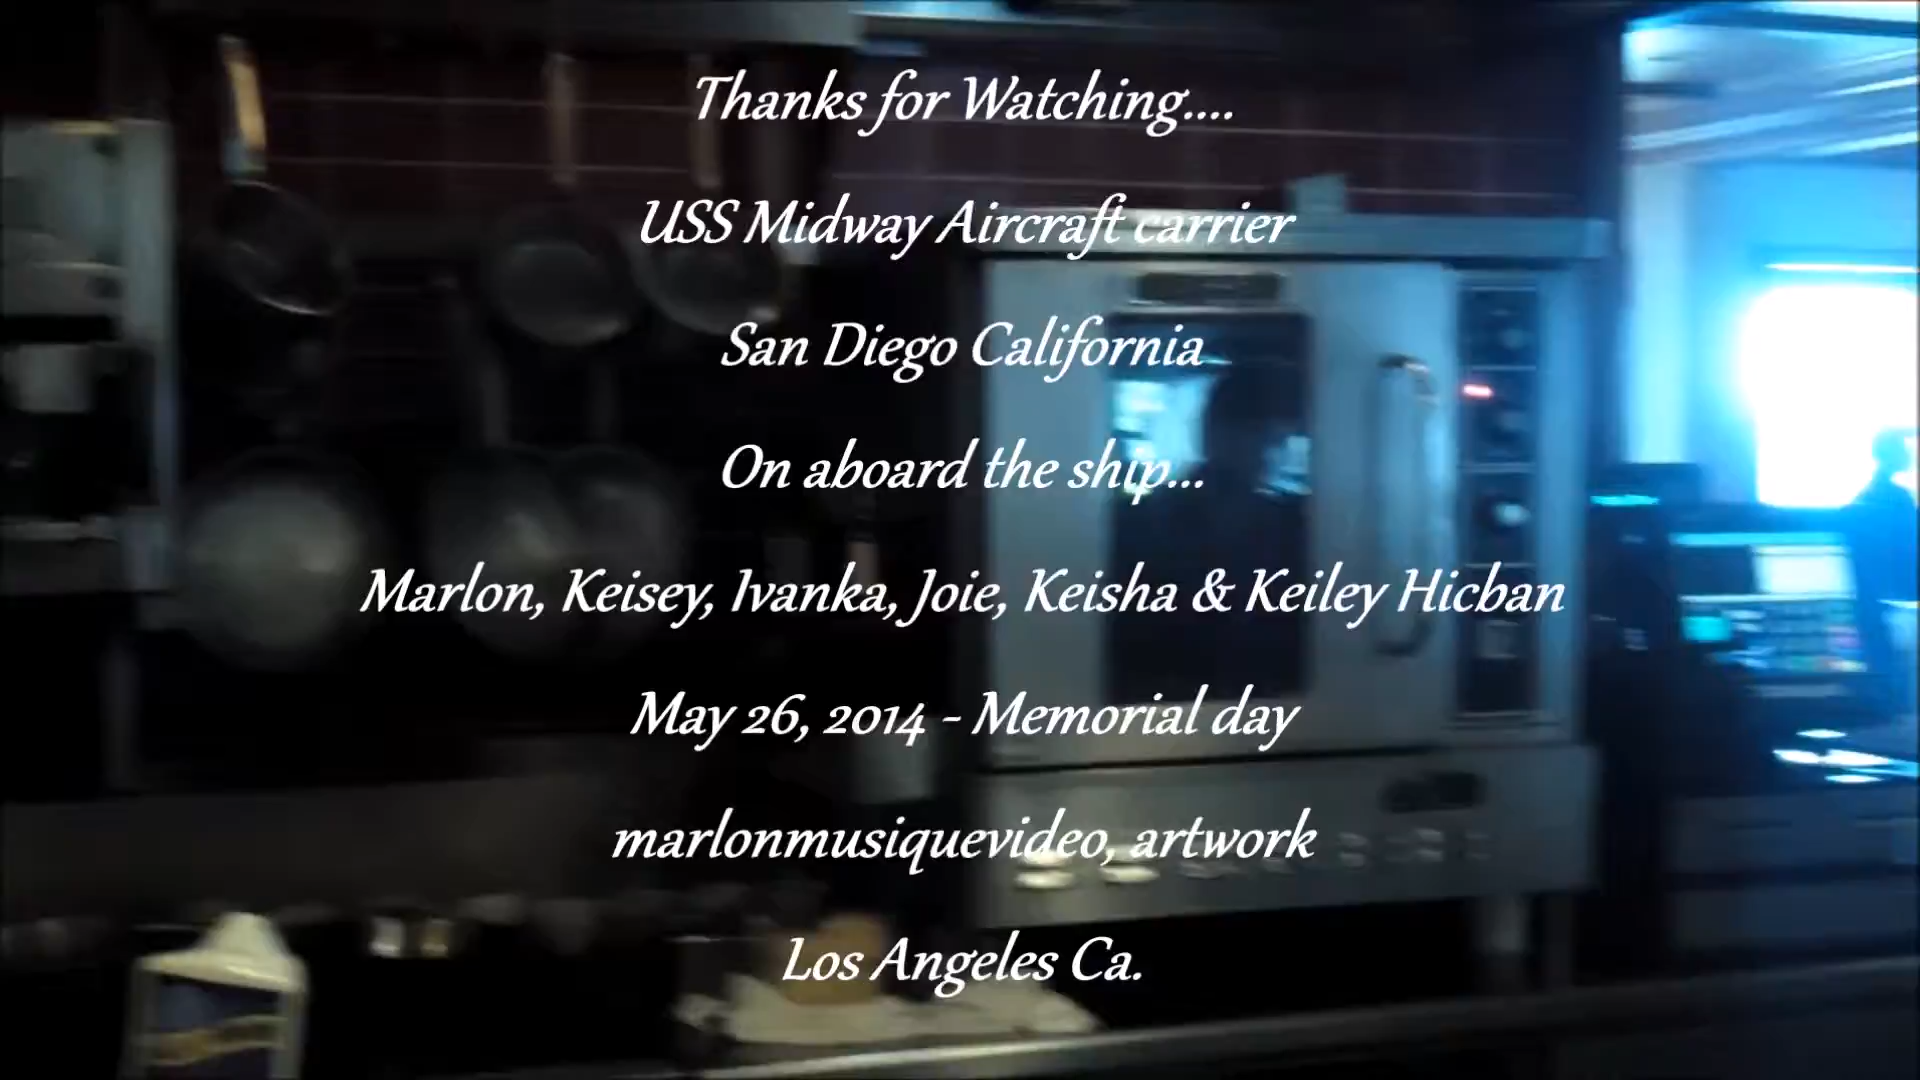 Thanks for Watching....
USS Midway Aircraft carrier
San Diego California
On aboard the ship...
Marlon, Keisey, Ivanka, Joie, Keisha & Keiley Hicban
May 26, 2014 - Memorial day
marlonmusiquevideo, artwork
Los Angeles Ca.